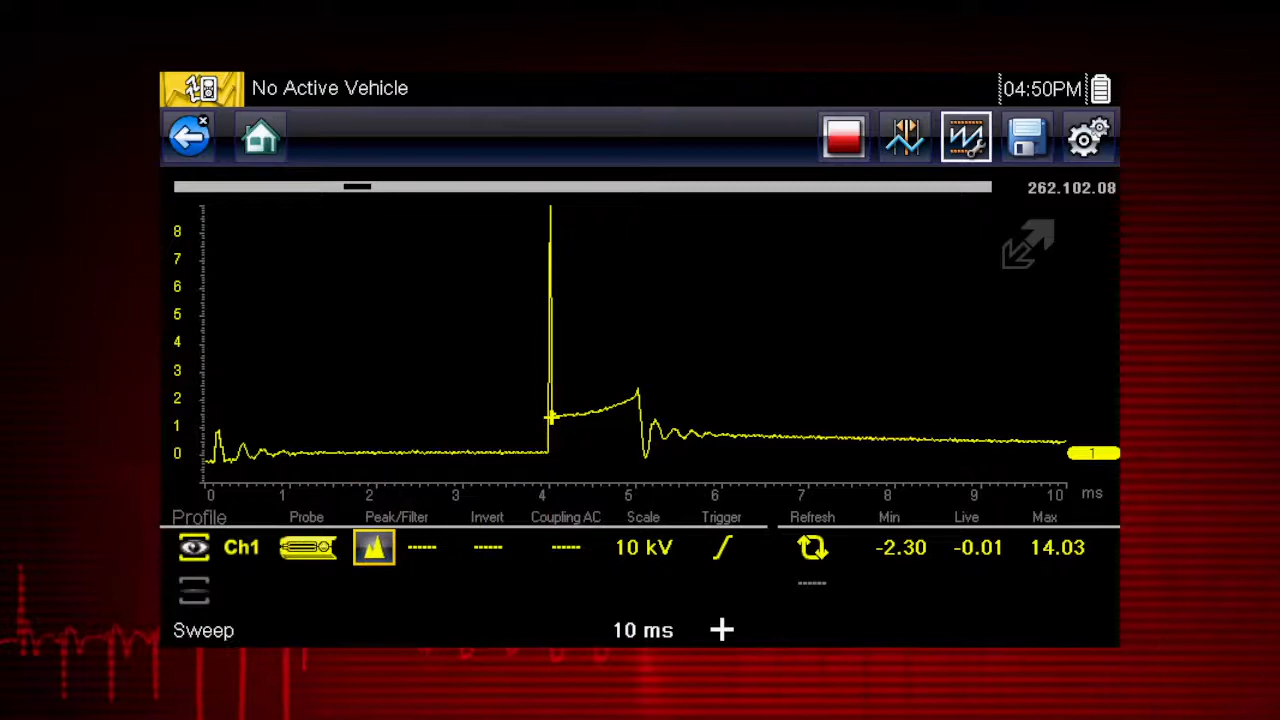 No Active Vehicle 04:50PM
262.102.08
8
7
6
5
4
3
2
1
0
1
0 1 2 3 4 5 6 7 8 9 10 ms
Profile Probe Peak/Filter Invert Coupling AC Scale Trigger Refresh Min Live Max
Ch1 ------ ------ ------ 10 kV -2.30 -0.01 14.03
------
Sweep 10 ms +